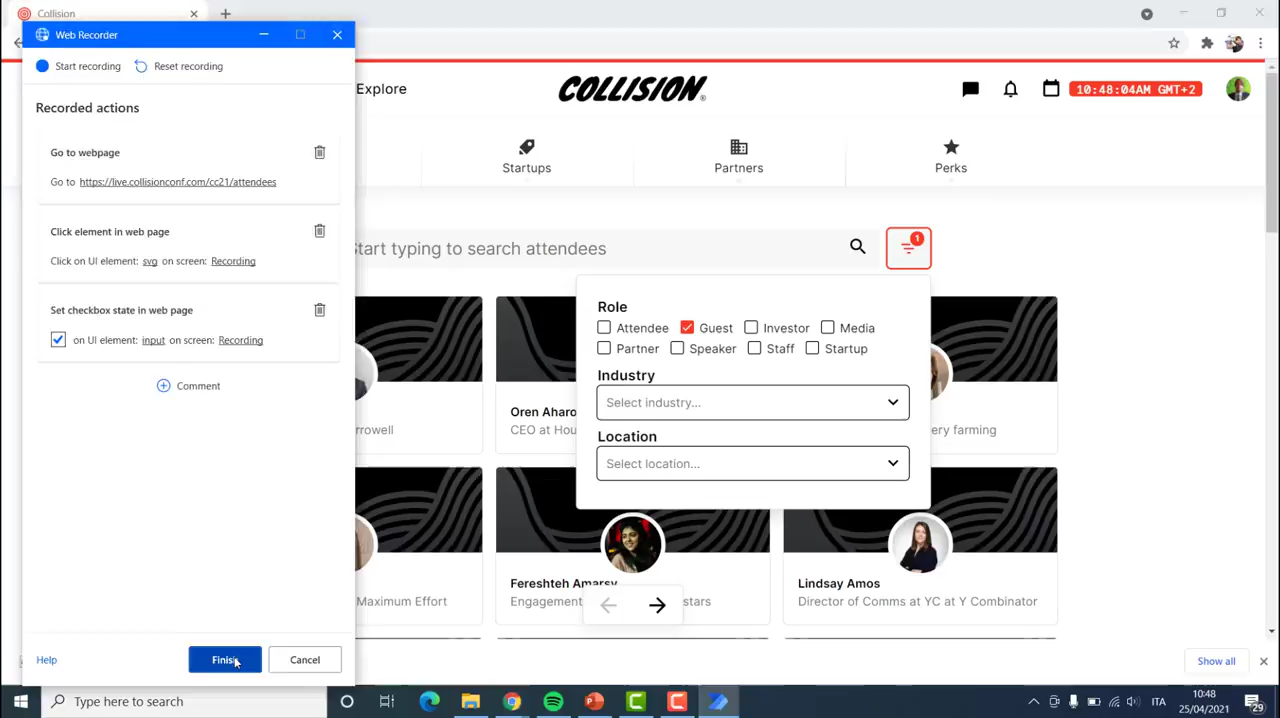 Collision
Web Recorder
Start recording
Reset recording
Recorded actions
Go to webpage
Go to https://live.collisionconf.com/cc21/attendees
Click element in web page
Click on UI element: svg on screen: Recording
Set checkbox state in web page
on UI element: input on screen: Recording
Comment
Help
Finish
Cancel
Explore
COLLISION
10:48:04AM GMT+2
Startups
Partners
Perks
Start typing to search attendees
1
Role
Attendee
Guest
Investor
Media
Partner
Speaker
Staff
Startup
Industry
Select industry...
Location
Select location...
Oren Aharo
CEO at Hou
ery farming
Maximum Effort
Fereshteh Amarsy
Engagement
stars
Lindsay Amos
Director of Comms at YC at Y Combinator
Show all
Type here to search
ITA
10:48
25/04/2021
29